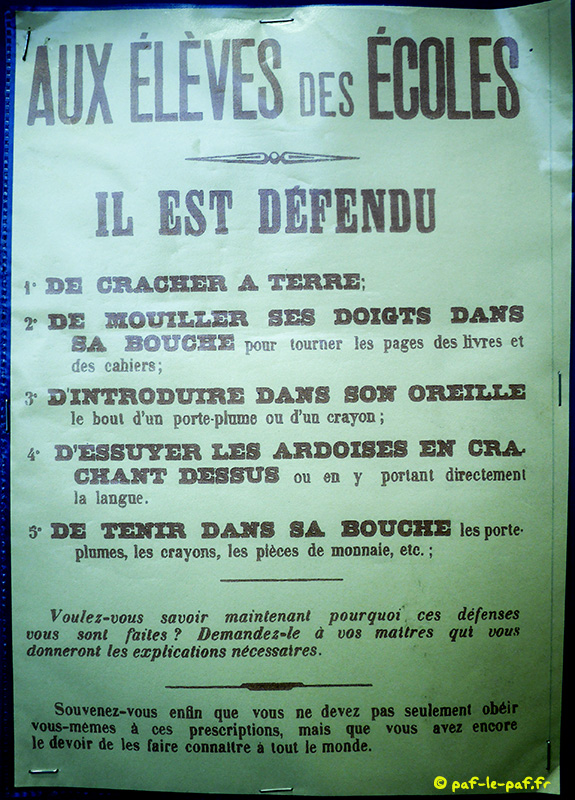 AUX ÉLÈVES DES ÉCOLES
IL EST DÉFENDU
1° DE CRACHER A TERRE;
2° DE MOUILLER SES DOIGTS DANS
SA BOUCHE pour tourner les pages des livres et
des cahiers;
3° D'INTRODUIRE DANS SON OREILLE
le bout d'un porte-plume ou d'un crayon;
4° D'ESSUYER LES ARDOISES EN CRA-
CHANT DESSUS ou en y portant directement
la langue.
5° DE TENIR DANS SA BOUCHE les porte-
plumes, les crayons, les pièces de monnaie, etc.;
Voulez-vous savoir maintenant pourquoi ces défenses
vous sont faites? Demandez-le à vos maîtres qui vous
donneront les explications nécessaires.
Souvenez-vous enfin que vous ne devez pas seulement obéir
vous-mêmes à ces prescriptions, mais que vous avez encore
le devoir de les faire connaître à tout le monde.
© paf-le-paf.fr